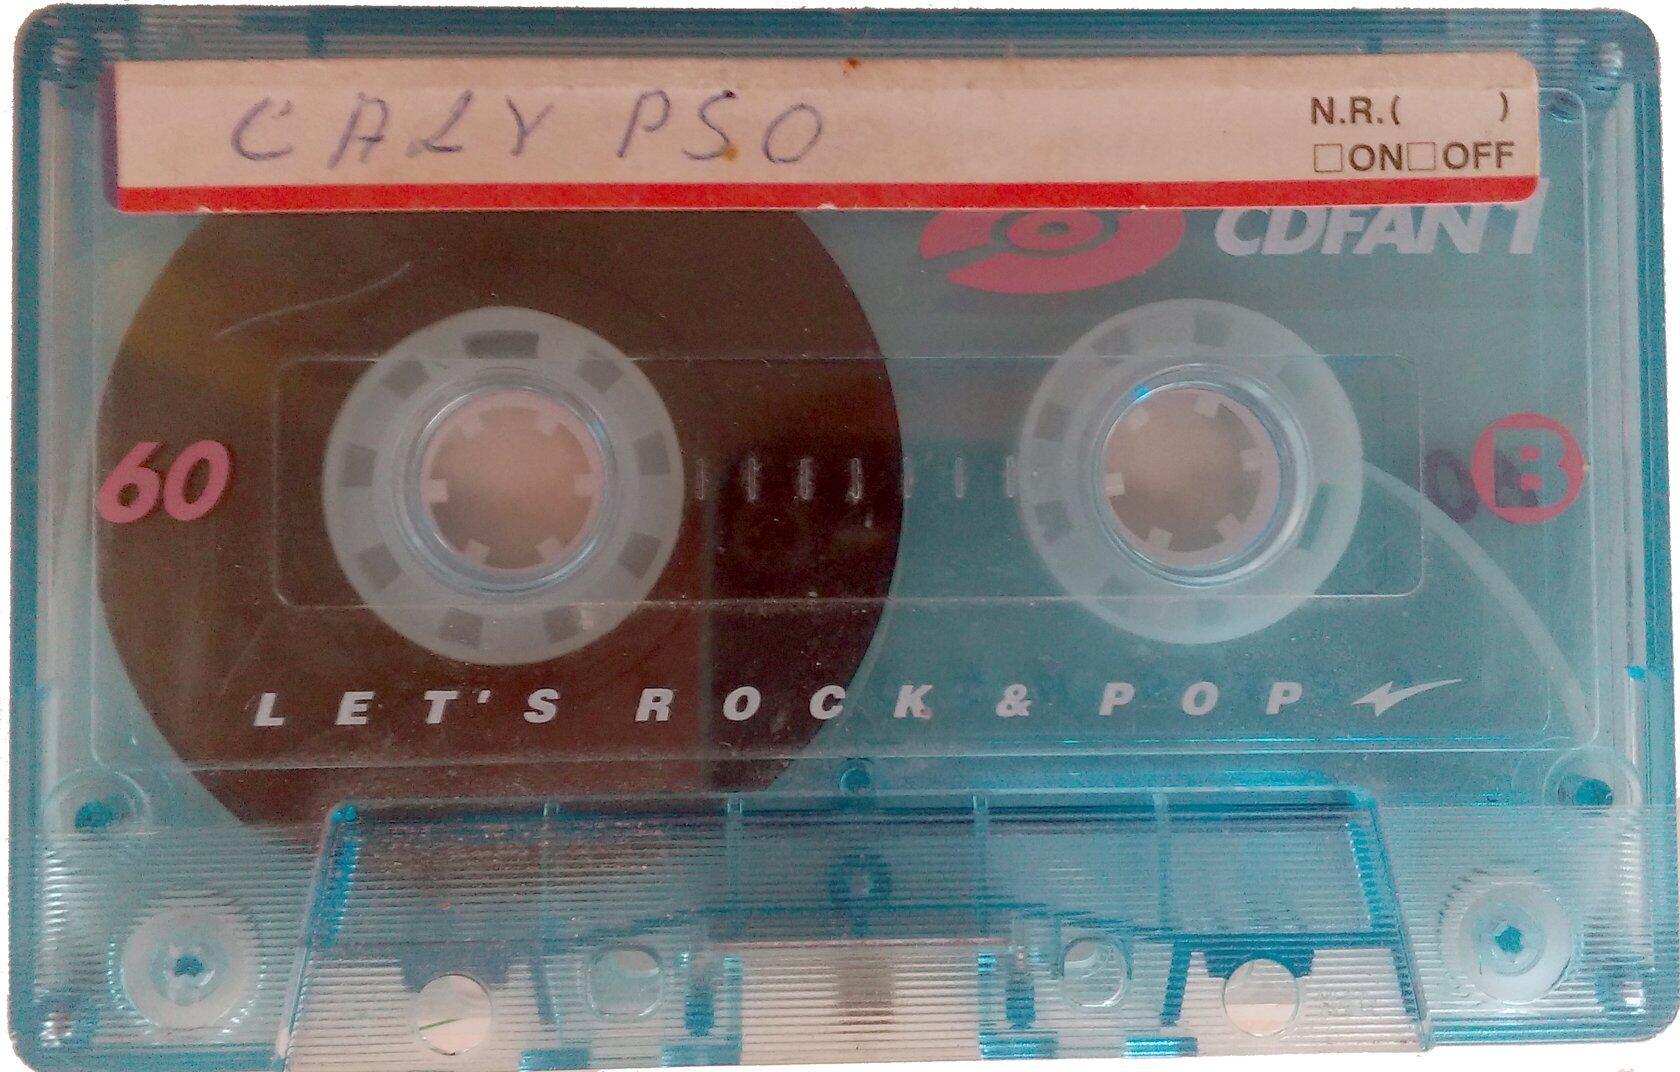 CALYPSO
N.R.( )
□ON□OFF
CDFAN1
60
B
LET'S ROCK & POP